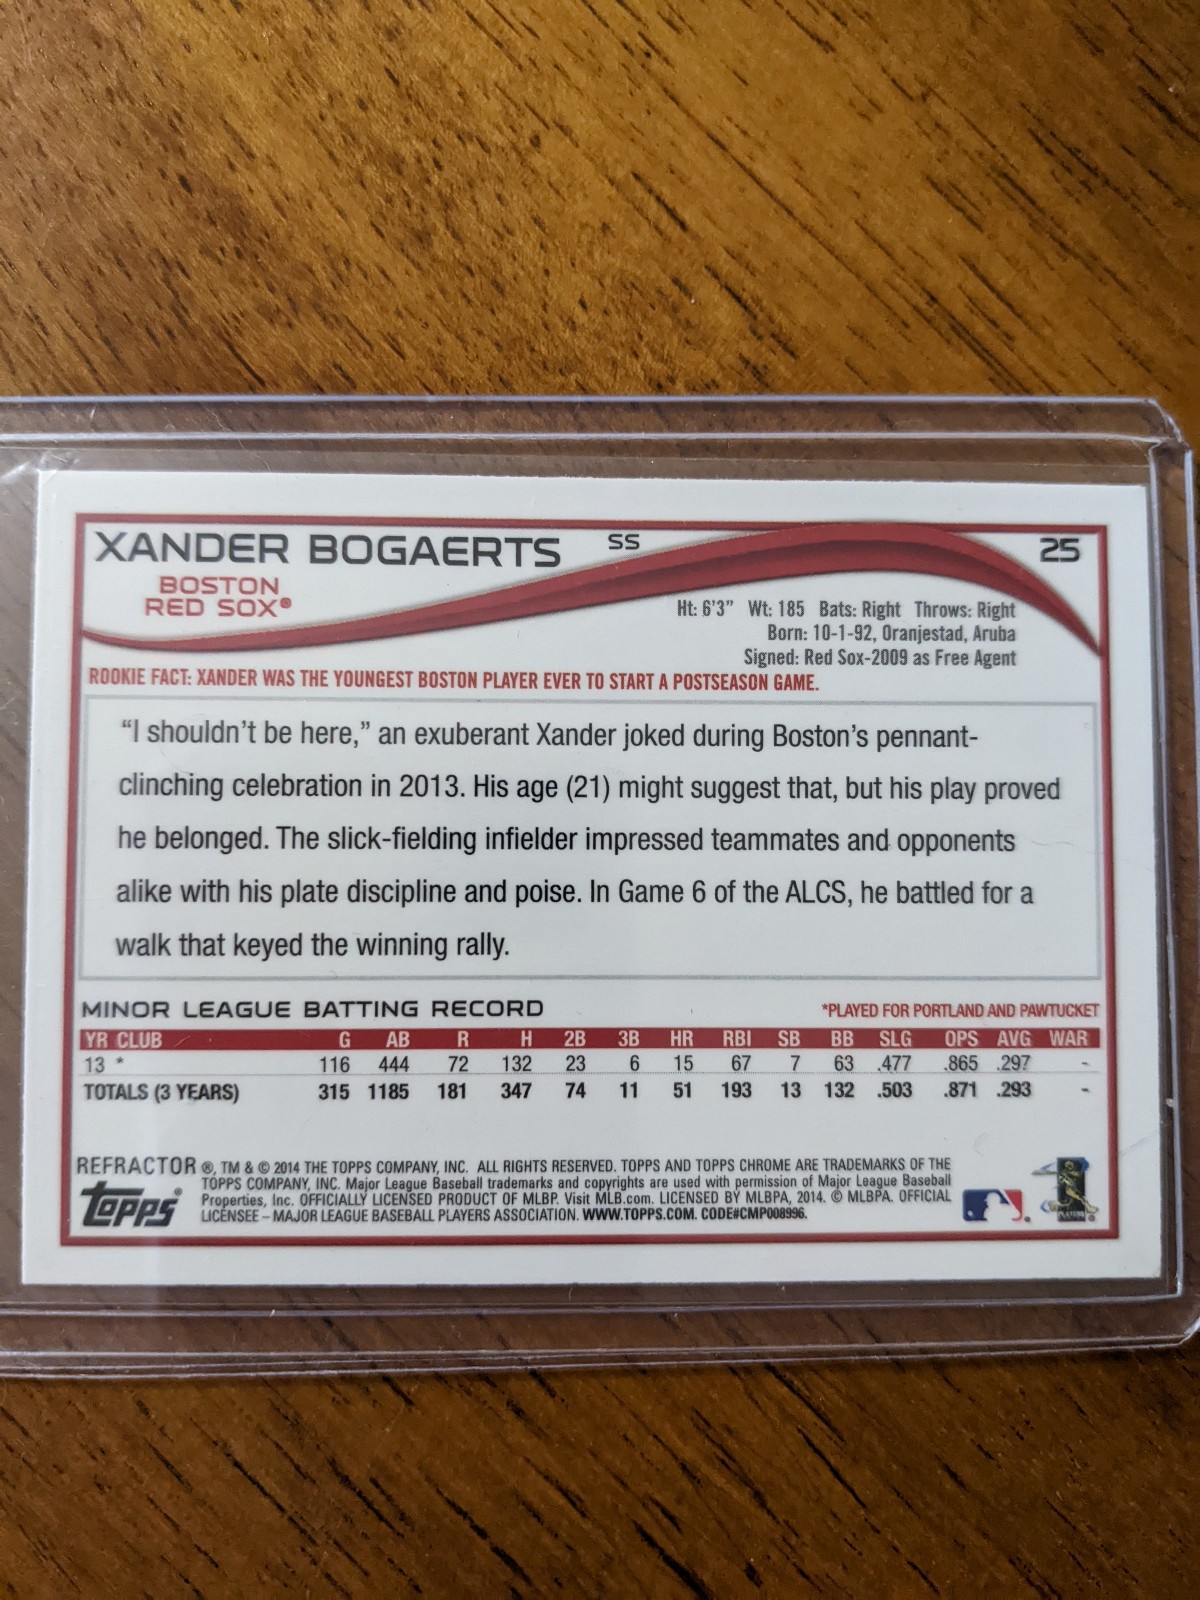 XANDER BOGAERTS SS 25
BOSTON
RED SOX®
Ht: 6'3" Wt: 185 Bats: Right Throws: Right
Born: 10-1-92, Oranjestad, Aruba
Signed: Red Sox-2009 as Free Agent
ROOKIE FACT: XANDER WAS THE YOUNGEST BOSTON PLAYER EVER TO START A POSTSEASON GAME.
“I shouldn’t be here,” an exuberant Xander joked during Boston’s pennant-
clinching celebration in 2013. His age (21) might suggest that, but his play proved
he belonged. The slick-fielding infielder impressed teammates and opponents
alike with his plate discipline and poise. In Game 6 of the ALCS, he battled for a
walk that keyed the winning rally.
MINOR LEAGUE BATTING RECORD *PLAYED FOR PORTLAND AND PAWTUCKET
YR CLUB G AB R H 2B 3B HR RBI SB BB SLG OPS AVG WAR
13 * 116 444 72 132 23 6 15 67 7 63 .477 .865 .297 -
TOTALS (3 YEARS) 315 1185 181 347 74 11 51 193 13 132 .503 .871 .293 -
REFRACTOR ®, TM & © 2014 THE TOPPS COMPANY, INC. ALL RIGHTS RESERVED. TOPPS AND TOPPS CHROME ARE TRADEMARKS OF THE
TOPPS COMPANY, INC. Major League Baseball trademarks and copyrights are used with permission of Major League Baseball
Properties, Inc. OFFICIALLY LICENSED PRODUCT OF MLBP. Visit MLB.com. LICENSED BY MLBPA, 2014. © MLBPA. OFFICIAL
LICENSEE – MAJOR LEAGUE BASEBALL PLAYERS ASSOCIATION. WWW.TOPPS.COM. CODE#CMP008996.
Topps®
PLAYERS